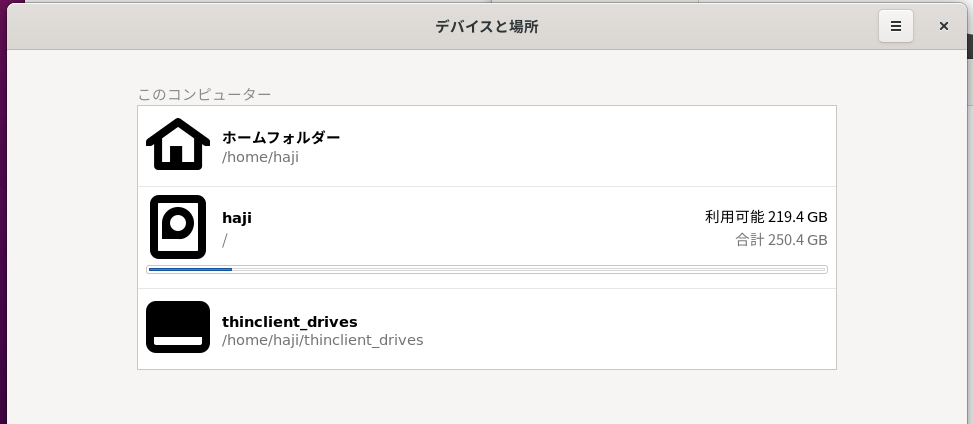 デバイスと場所
このコンピューター
ホームフォルダー
/home/haji
haji
利用可能 219.4 GB
/
合計 250.4 GB
thinclient_drives
/home/haji/thinclient_drives